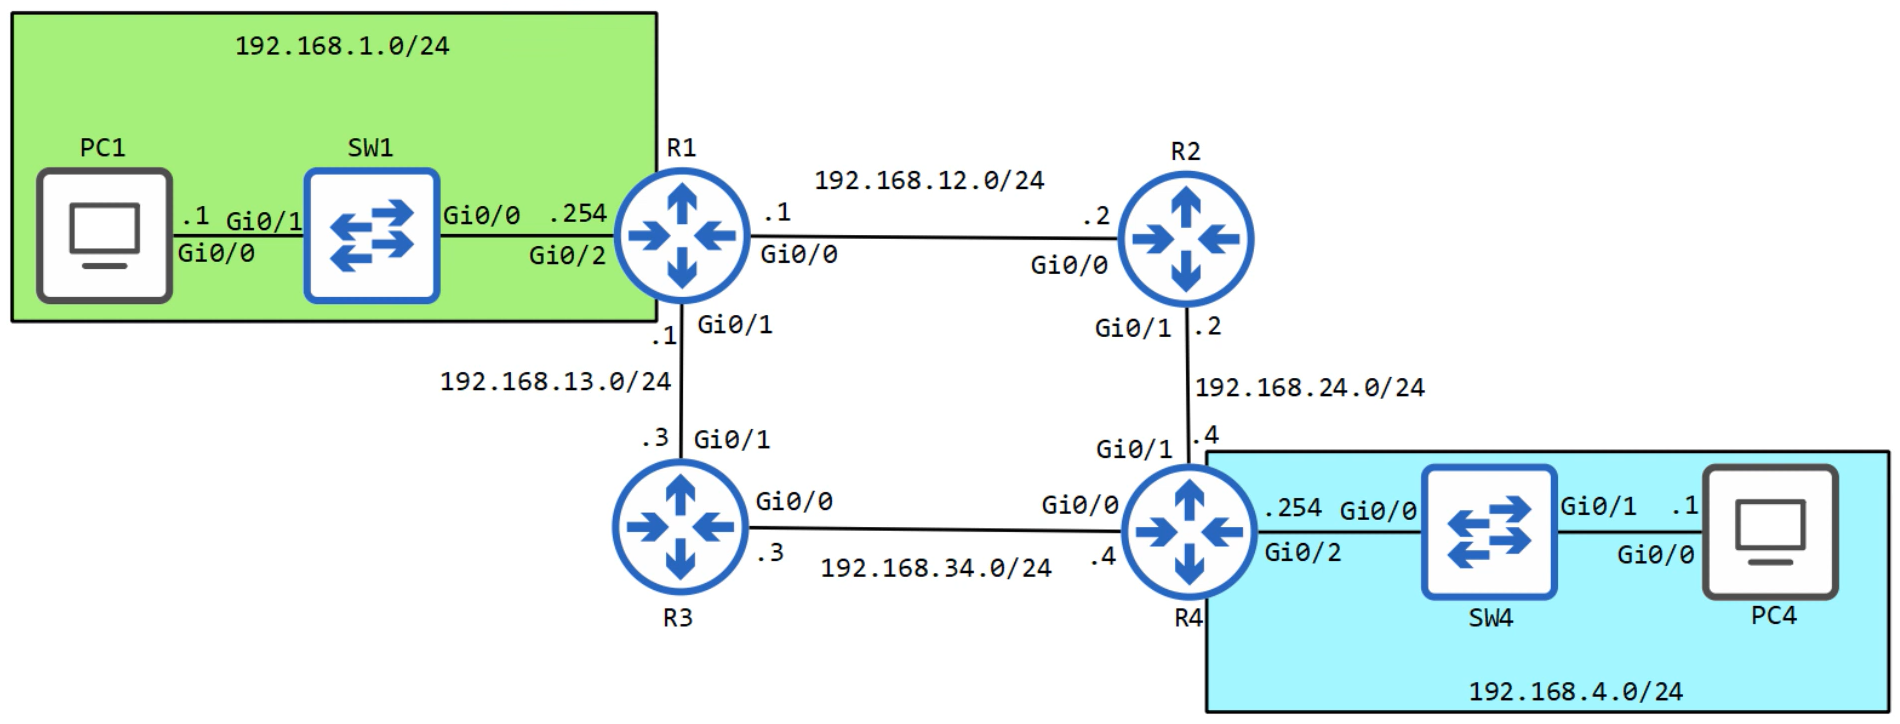 192.168.1.0/24
PC1
SW1
R1
R2
192.168.12.0/24
.1
Gi0/1
Gi0/0
Gi0/0
.254
Gi0/2
.1
Gi0/0
.2
Gi0/0
.1
Gi0/1
Gi0/1
.2
192.168.13.0/24
192.168.24.0/24
.3
Gi0/1
Gi0/1
.4
Gi0/0
.3
192.168.34.0/24
Gi0/0
.4
.254
Gi0/2
Gi0/0
Gi0/1
.1
Gi0/0
R3
R4
SW4
PC4
192.168.4.0/24